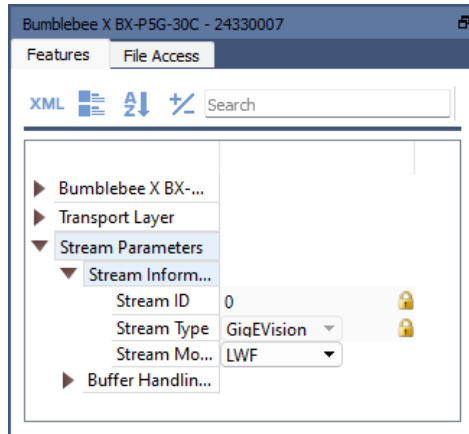 Bumblebee X BX-P5G-30C - 24330007
Features File Access
XML A Z Search
Bumblebee X BX-...
Transport Layer
Stream Parameters
Stream Inform...
Stream ID 0
Stream Type GigEVision
Stream Mo... LWF
Buffer Handlin...